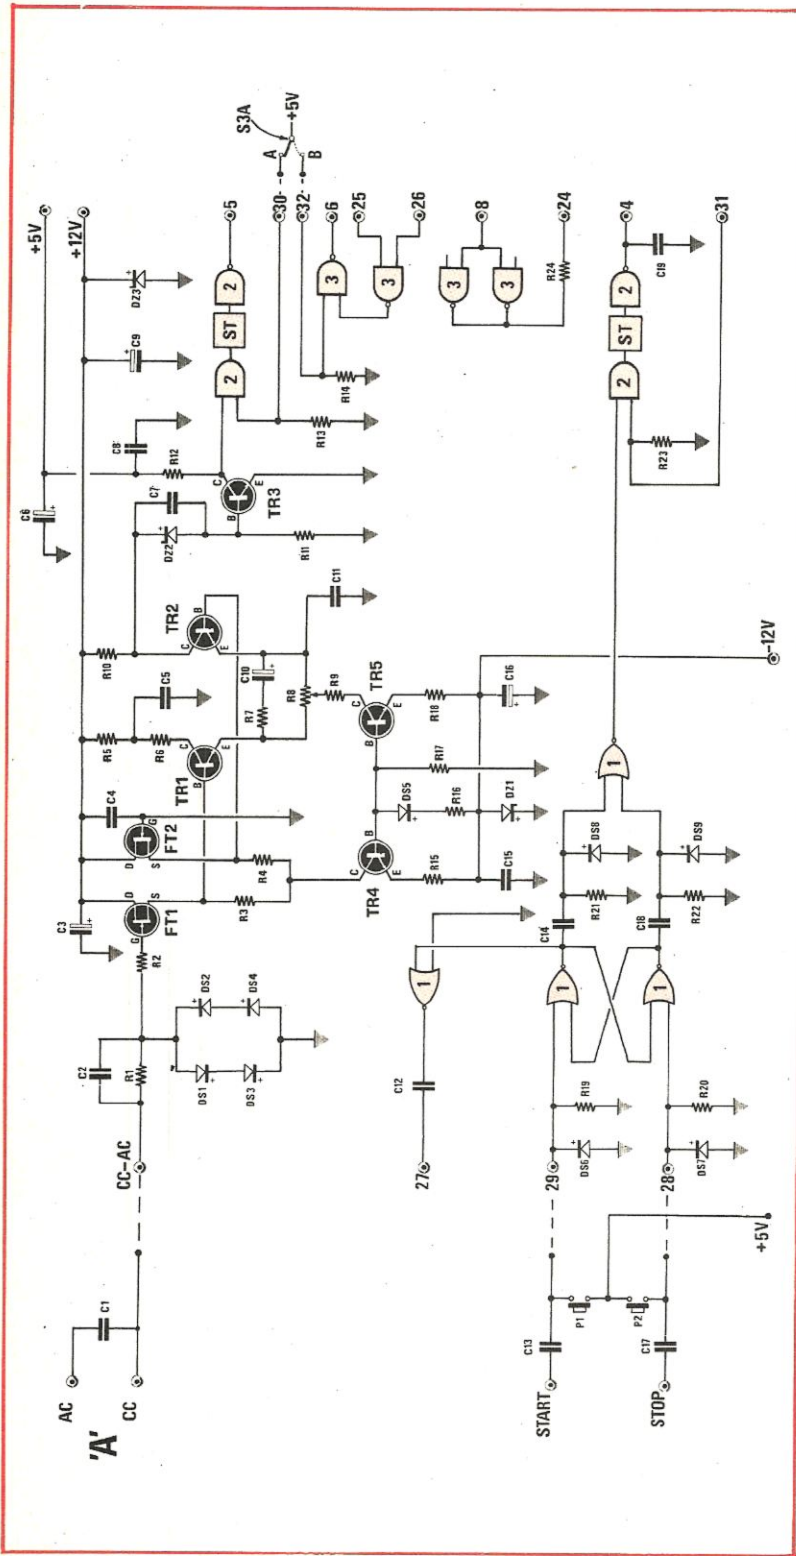 'A'
AC
CC
C1
CC-AC
C2
R1
DS1
DS2
DS3
DS4
R2
C3
G
D
S
FT1
C4
D
G
S
FT2
R3
R4
R5
R6
C5
C
B
E
TR1
R7
C10
R8
R10
C
B
E
TR2
C11
R9
DZ2
C7
R11
C6
+5V
+12V
C8
R12
C
B
E
TR3
C9
DZ3
2
ST
2
5
R13
30
S3A
A
B
+5V
32
R14
3
6
3
25
26
3
3
8
R24
24
C
B
E
TR4
C
B
E
TR5
R15
DS5
R16
R17
R18
C15
DZ1
C16
-12V
27
C12
1
START
C13
P1
P2
STOP
C17
+5V
29
28
DS6
R19
DS7
R20
1
1
C14
C18
R21
DS8
R22
DS9
1
2
ST
2
R23
4
C19
31